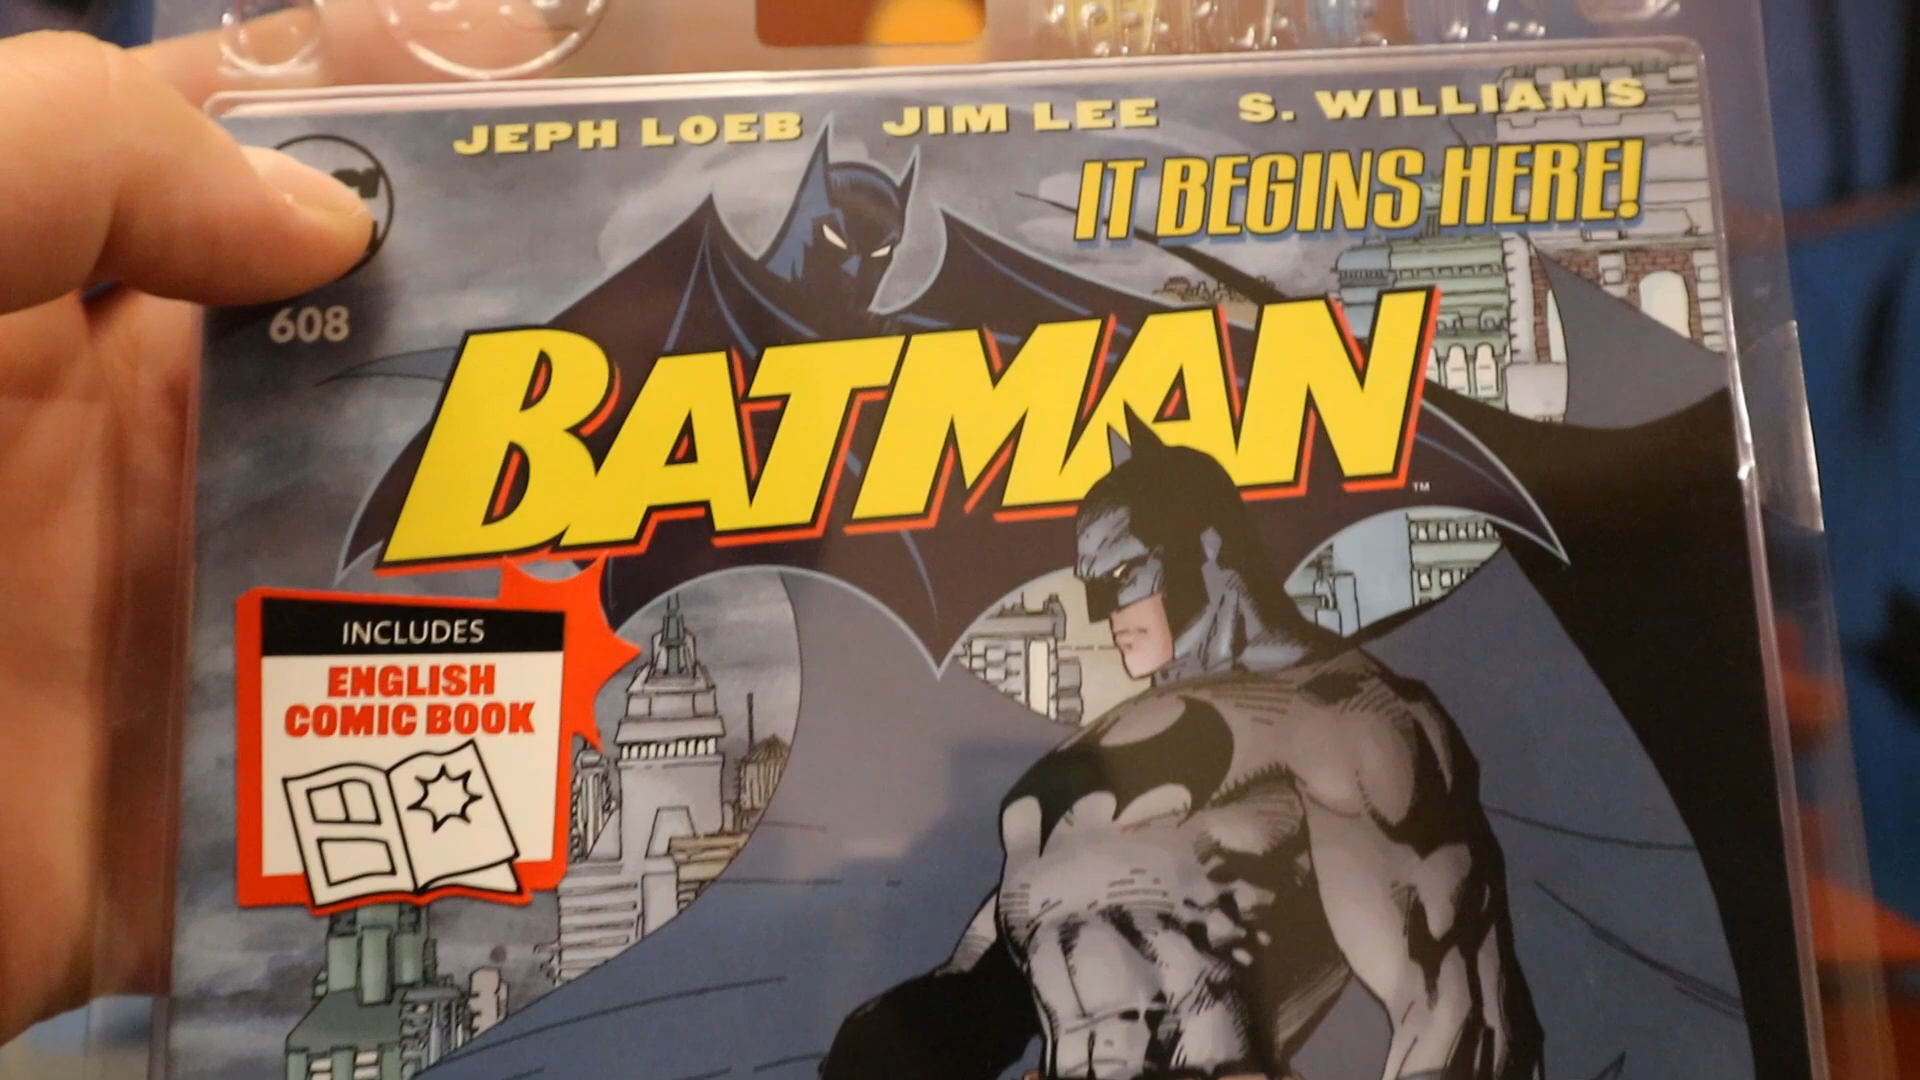 JEPH LOEB JIM LEE S. WILLIAMS
IT BEGINS HERE!
608
BATMAN
TM
INCLUDES
ENGLISH
COMIC BOOK